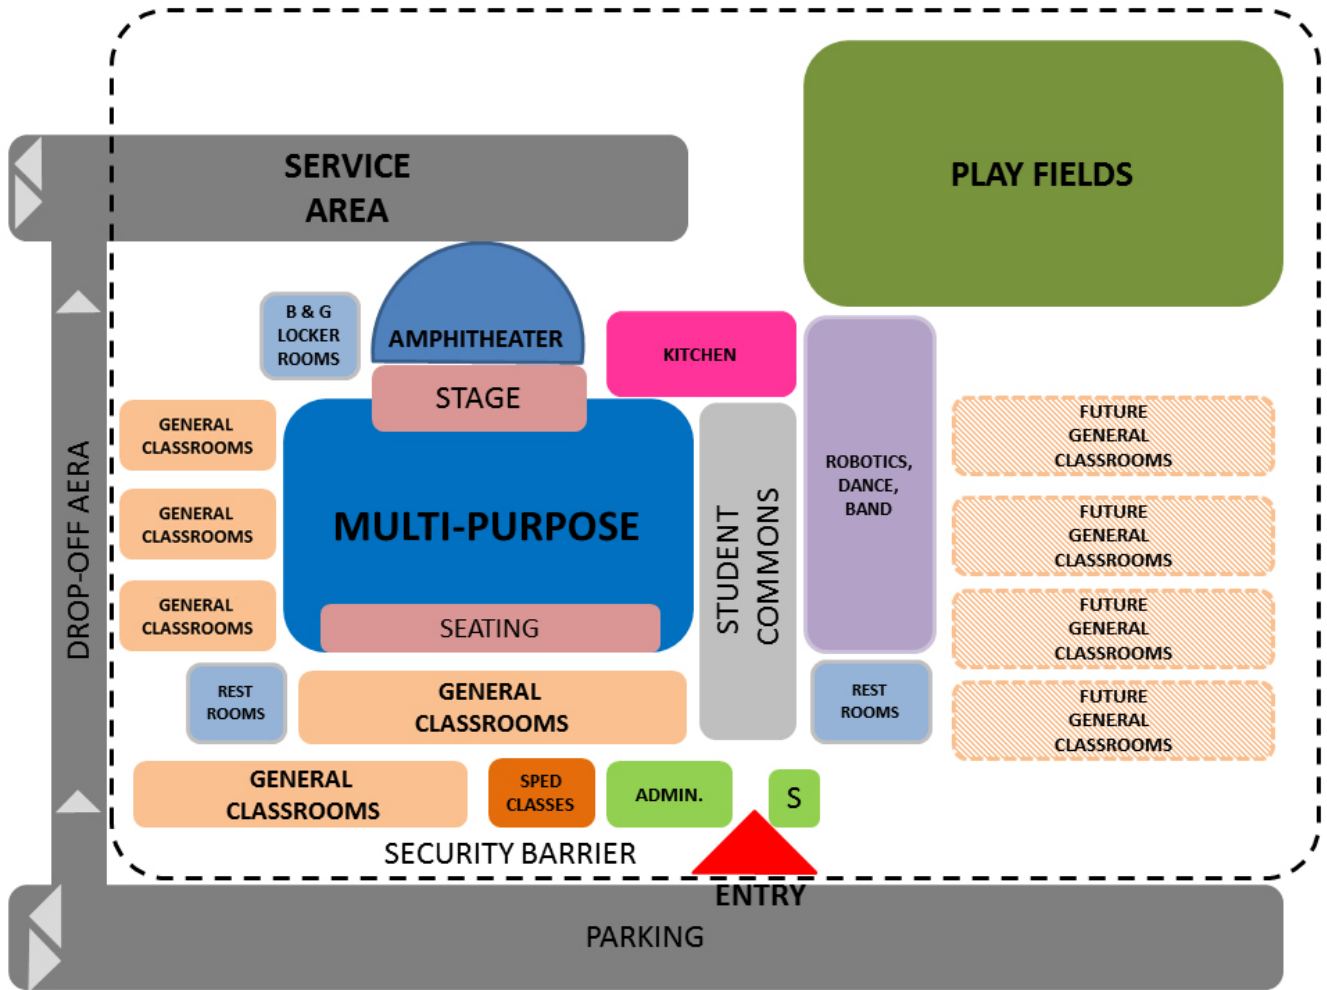 SERVICE
AREA
PLAY FIELDS
B & G
LOCKER
ROOMS
AMPHITHEATER
KITCHEN
STAGE
GENERAL
CLASSROOMS
GENERAL
CLASSROOMS
GENERAL
CLASSROOMS
DROP-OFF AERA
MULTI-PURPOSE
SEATING
STUDENT
COMMONS
ROBOTICS,
DANCE,
BAND
FUTURE
GENERAL
CLASSROOMS
FUTURE
GENERAL
CLASSROOMS
FUTURE
GENERAL
CLASSROOMS
FUTURE
GENERAL
CLASSROOMS
REST
ROOMS
GENERAL
CLASSROOMS
REST
ROOMS
GENERAL
CLASSROOMS
SPED
CLASSES
ADMIN.
S
SECURITY BARRIER
ENTRY
PARKING